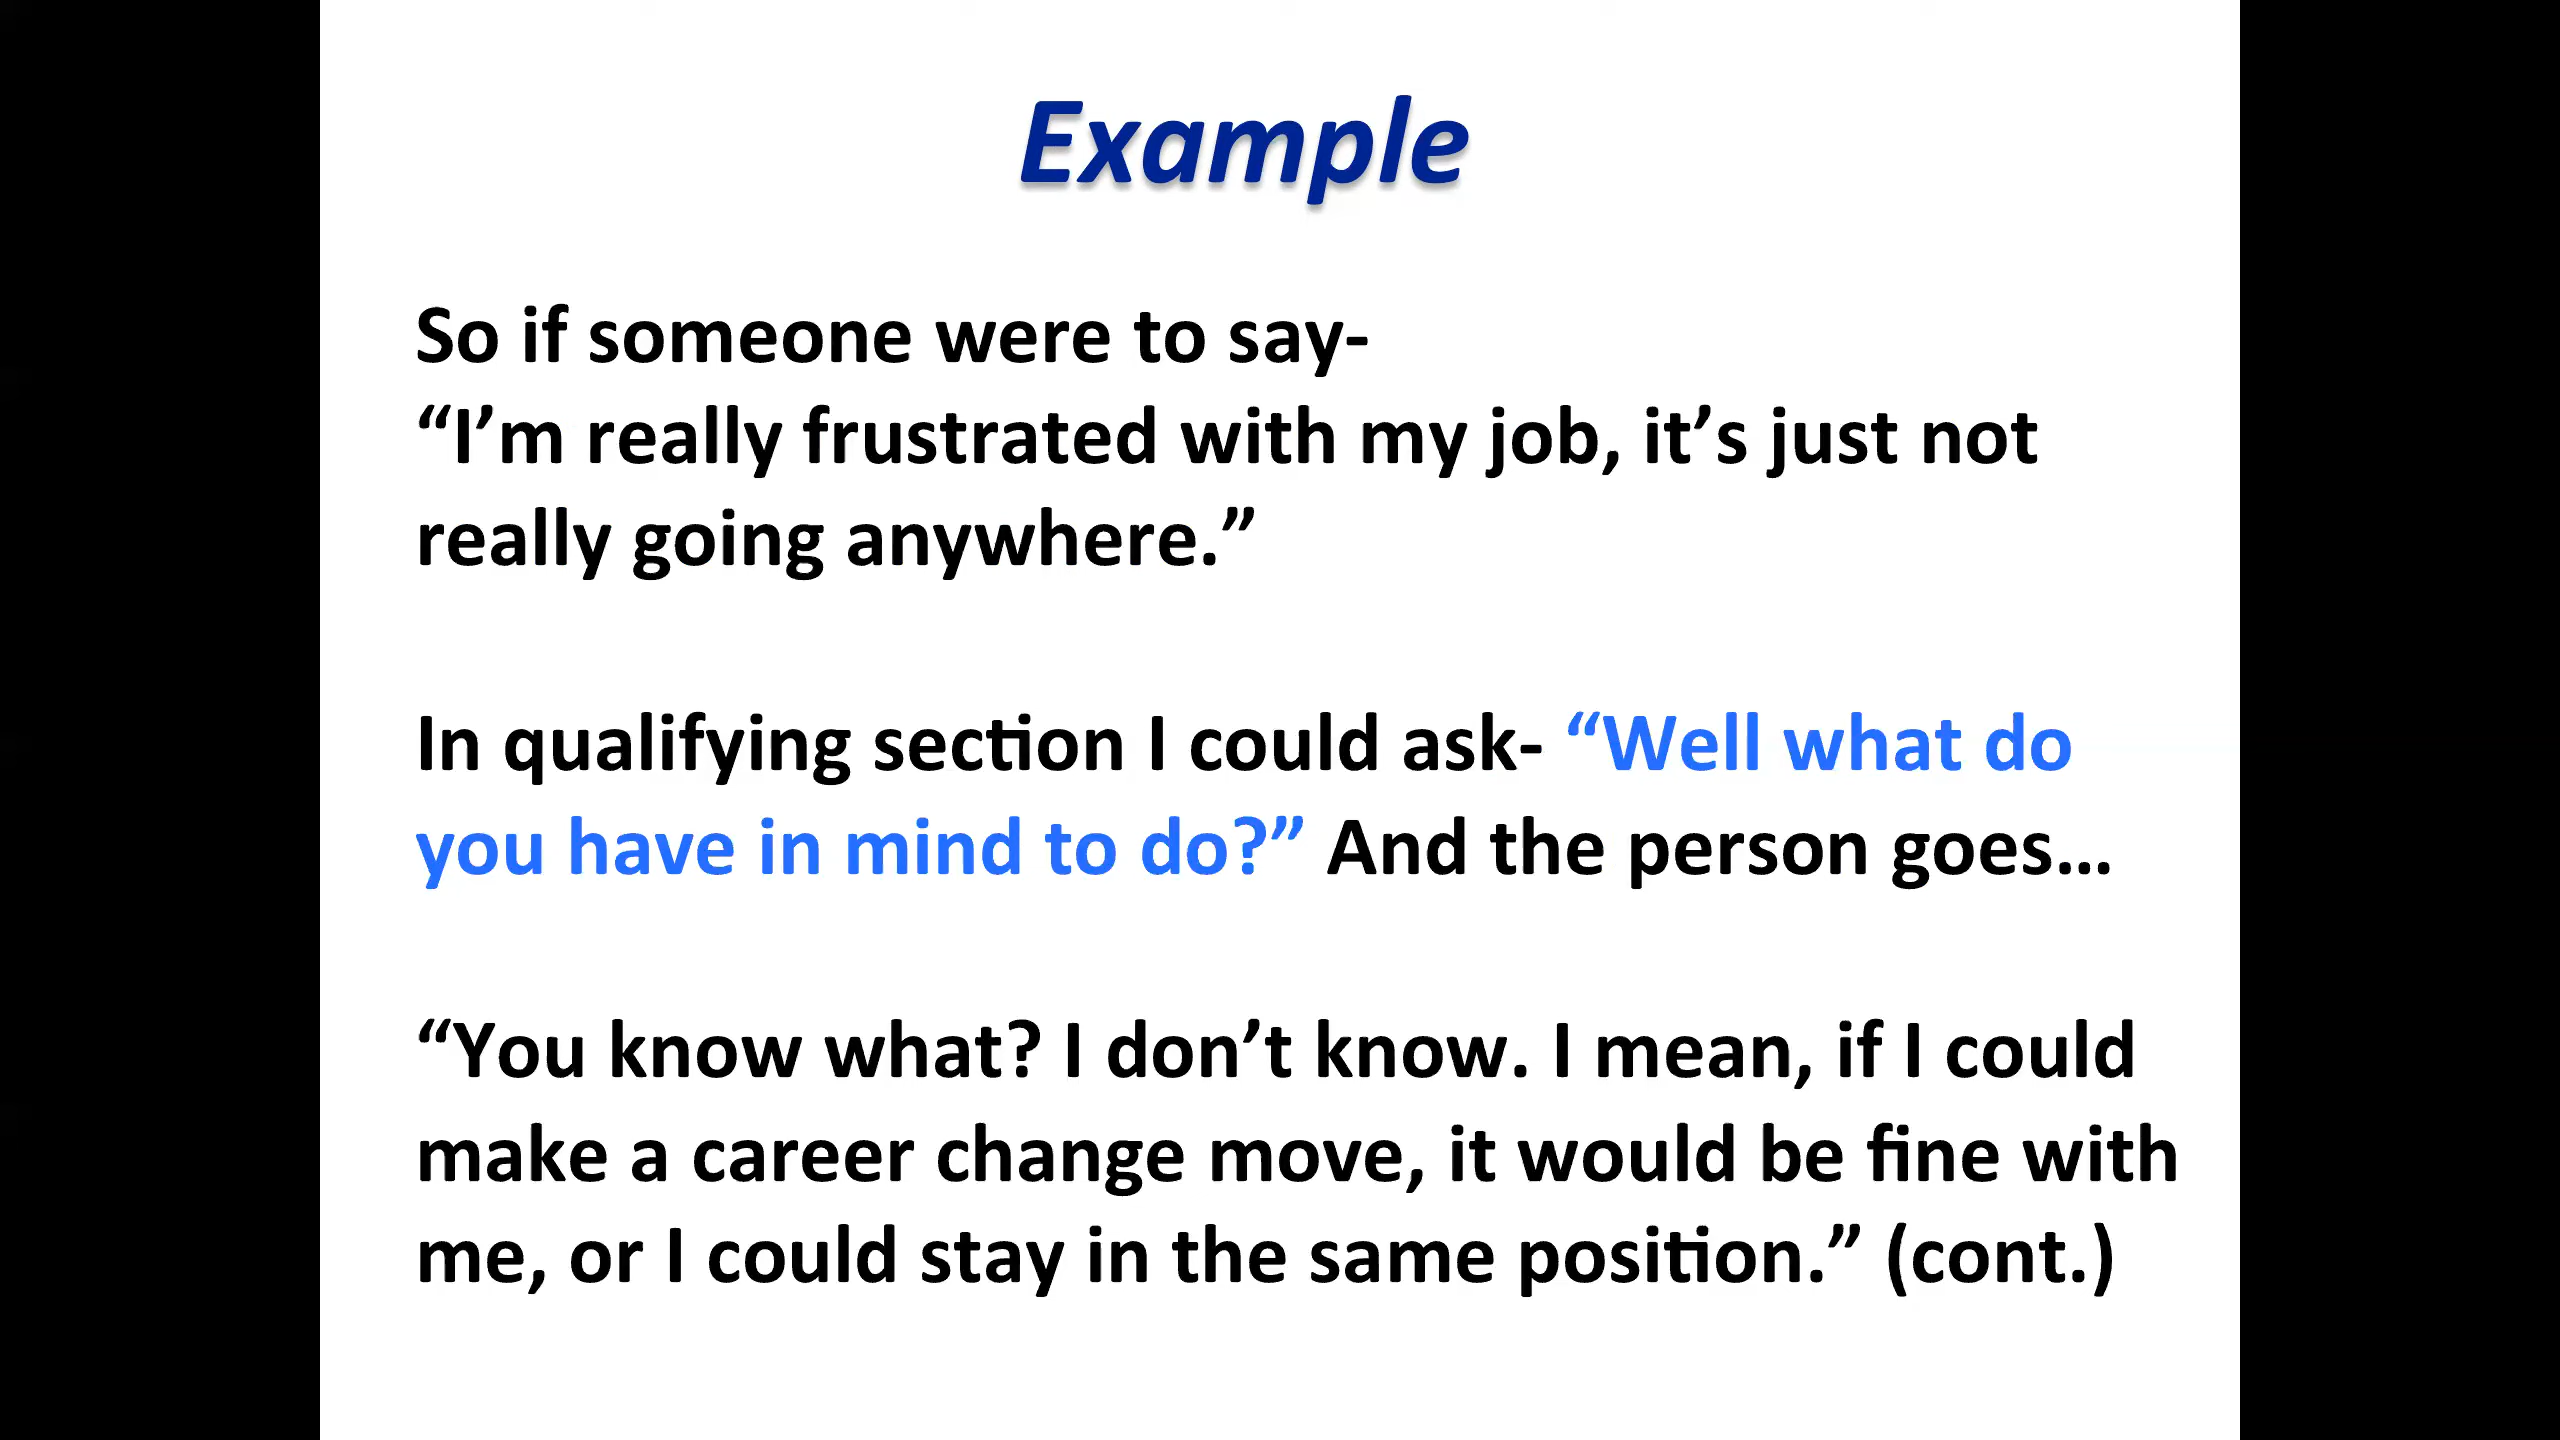 Example
So if someone were to say-
“I’m really frustrated with my job, it’s just not
really going anywhere.”
In qualifying section I could ask- “Well what do
you have in mind to do?” And the person goes…
“You know what? I don’t know. I mean, if I could
make a career change move, it would be fine with
me, or I could stay in the same position.” (cont.)